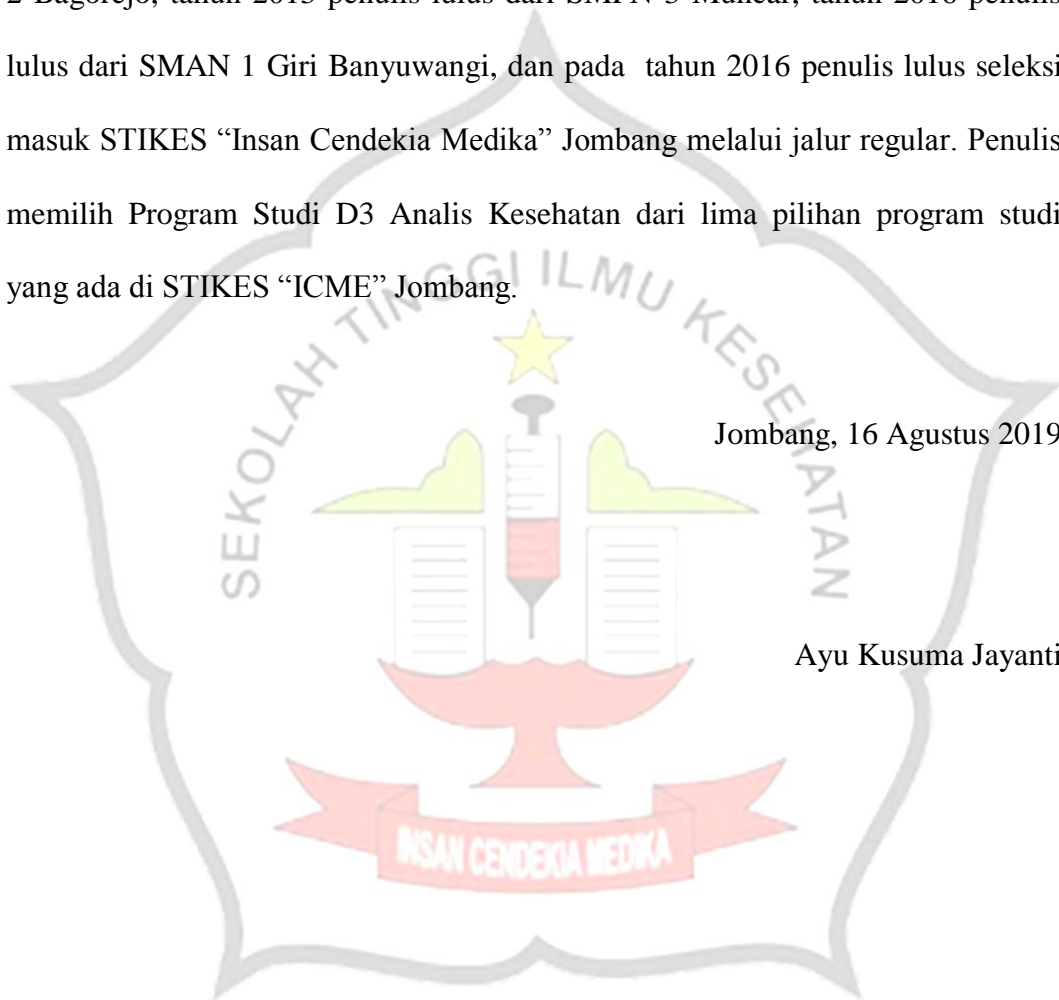 lulus dari SMAN 1 Giri Banyuwangi, dan pada tahun 2016 penulis lulus seleksi
masuk STIKES “Insan Cendekia Medika” Jombang melalui jalur regular. Penulis
memilih Program Studi D3 Analis Kesehatan dari lima pilihan program studi
yang ada di STIKES “ICME” Jombang.
SEKOLAH TINGGI ILMU KESEHATAN
Jombang, 16 Agustus 2019
Ayu Kusuma Jayanti
INSAN CENDEKIA MEDIKA